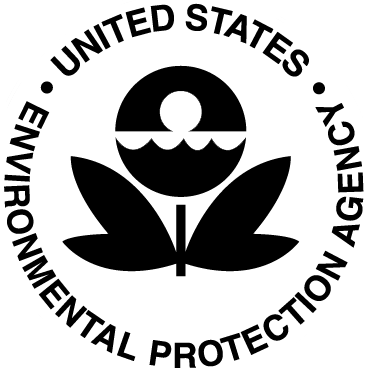 • UNITED STATES •
ENVIRONMENTAL PROTECTION AGENCY